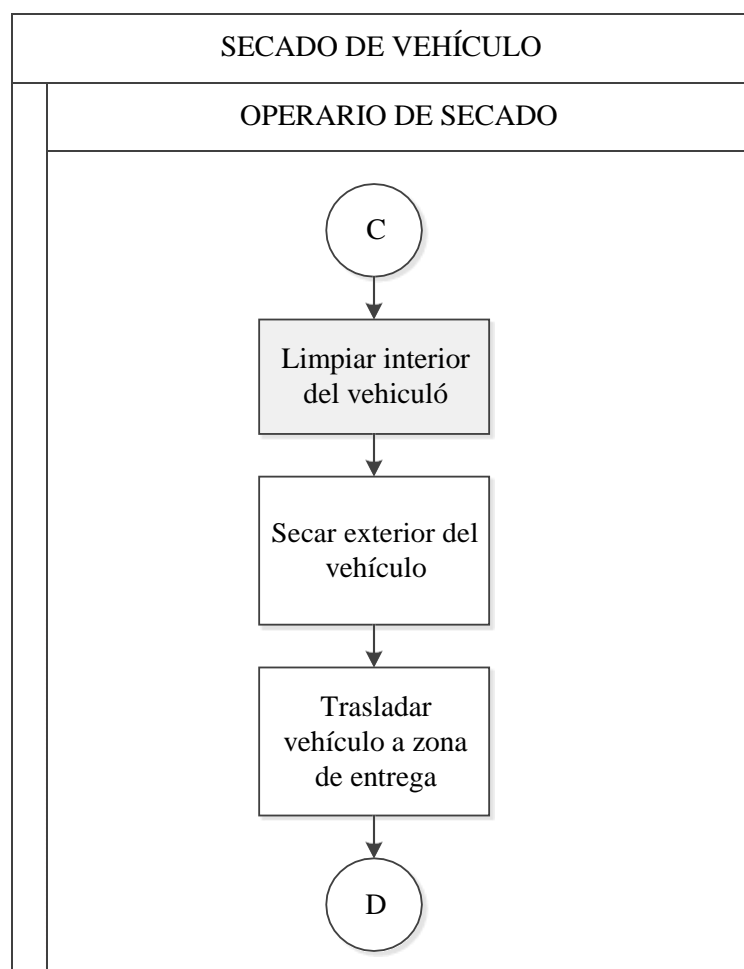 SECADO DE VEHÍCULO
OPERARIO DE SECADO
C
Limpiar interior
del vehiculó
Secar exterior del
vehículo
Trasladar
vehículo a zona
de entrega
D